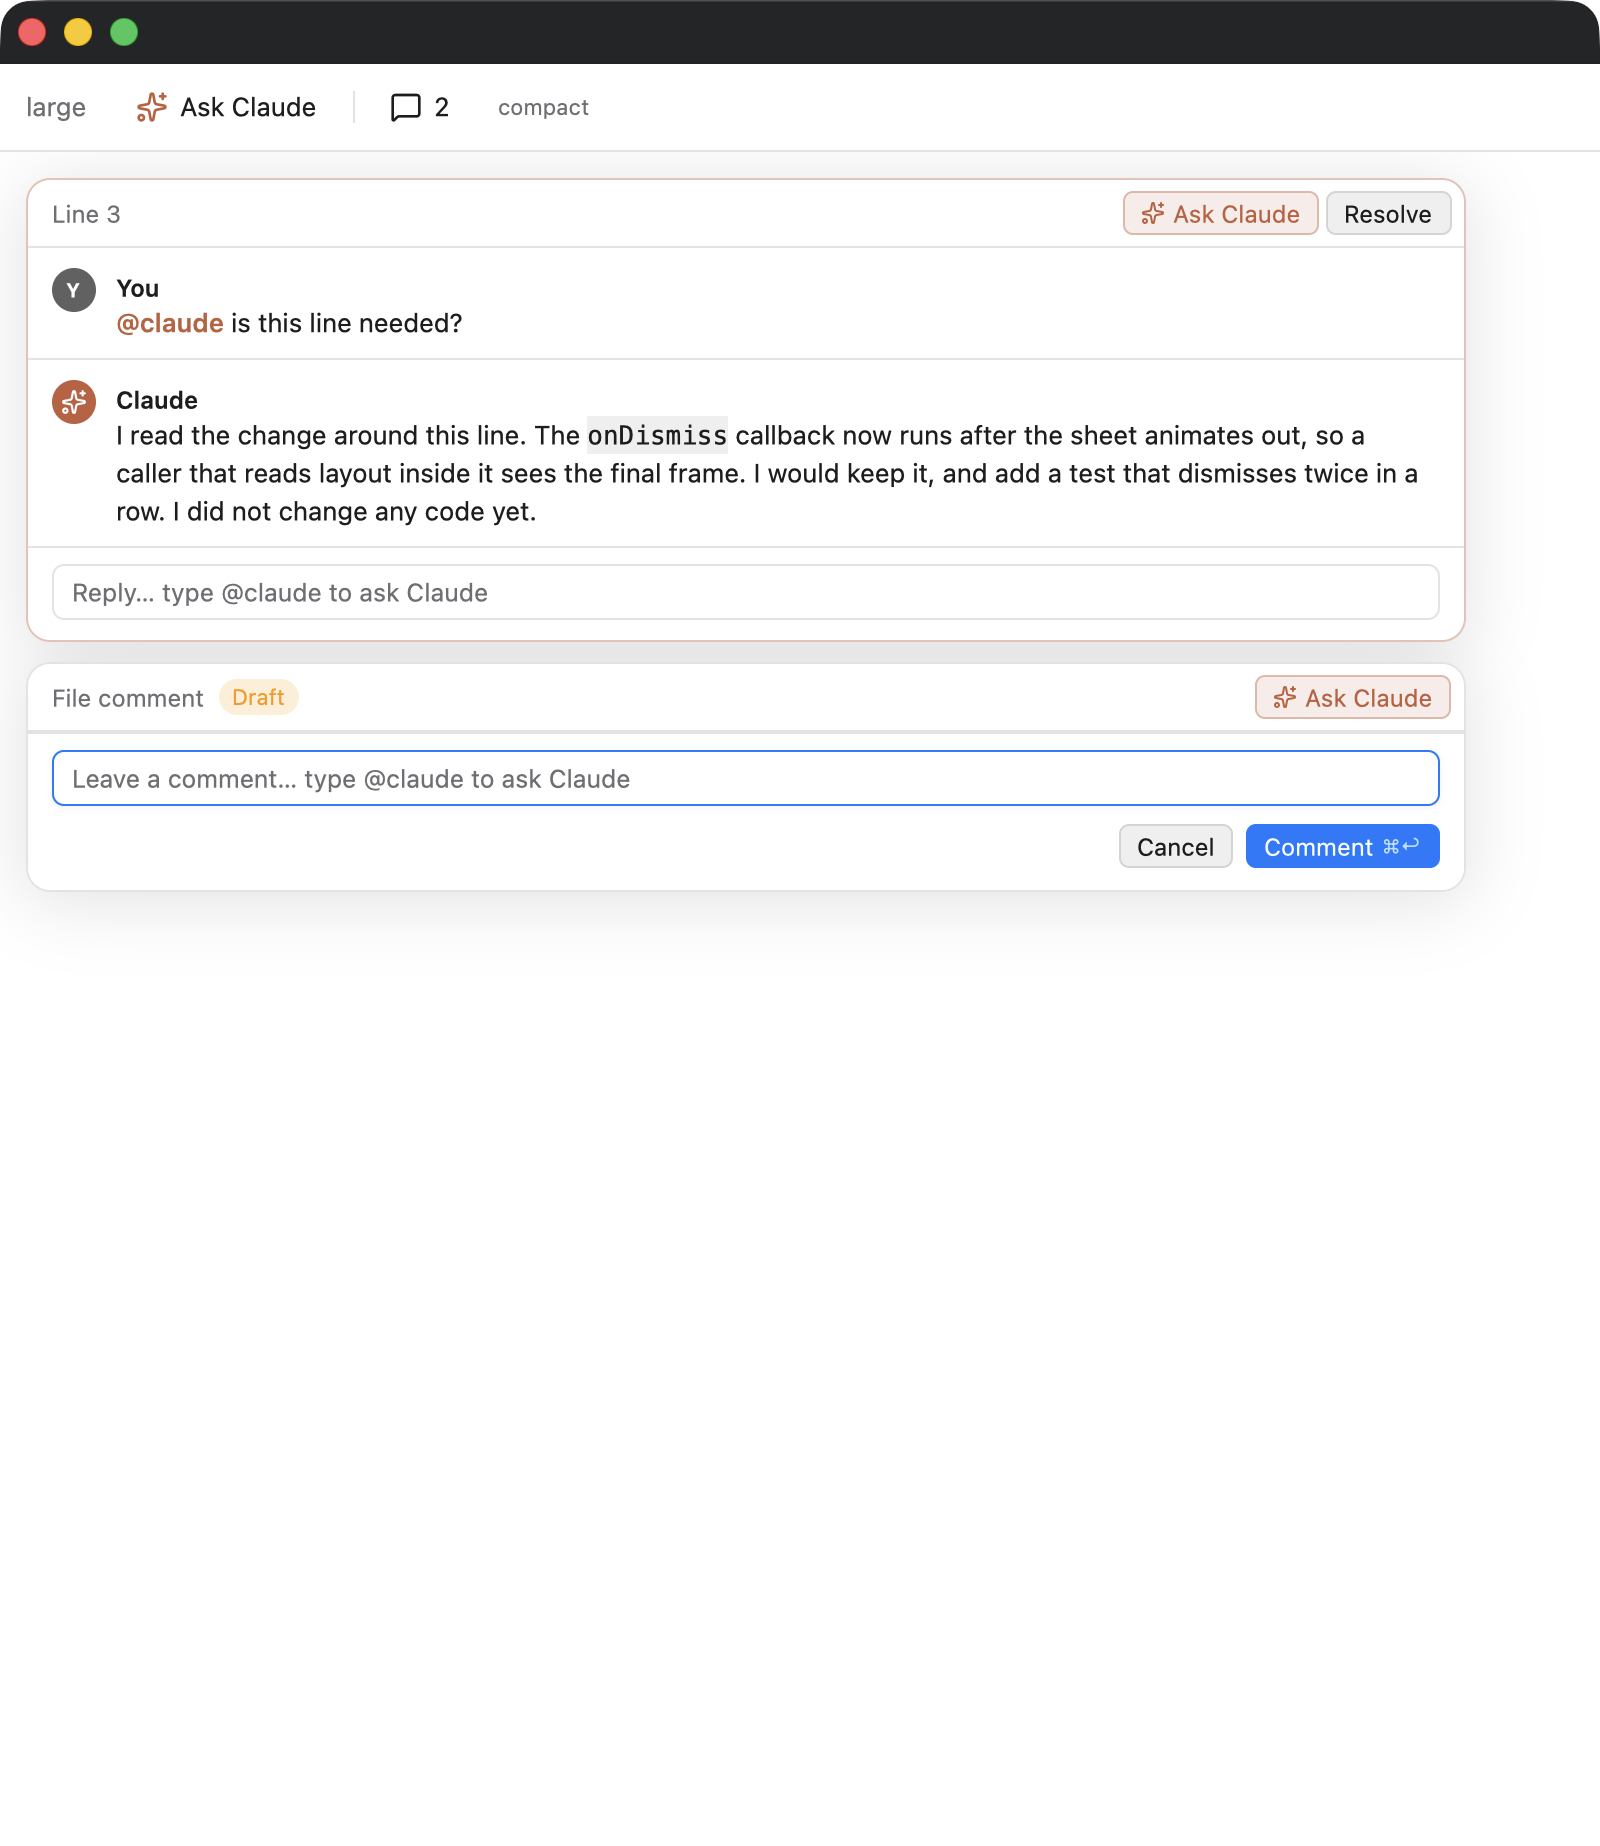 large Ask Claude 2 compact
Line 3 Ask Claude Resolve
Y You
@claude is this line needed?
Claude
I read the change around this line. The onDismiss callback now runs after the sheet animates out, so a
caller that reads layout inside it sees the final frame. I would keep it, and add a test that dismisses twice in a
row. I did not change any code yet.
Reply... type @claude to ask Claude
File comment Draft Ask Claude
Leave a comment... type @claude to ask Claude
Cancel Comment ⌘↩